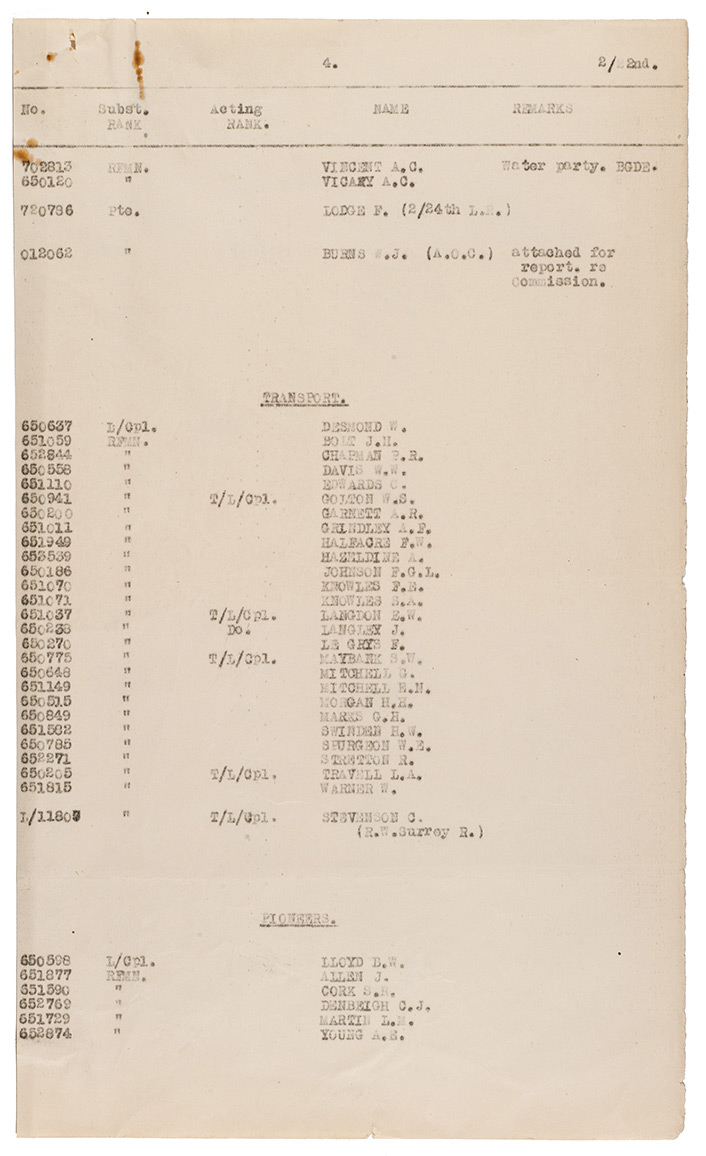 4. 2/22nd.
No. Subst. Acting NAME REMARKS
RANK. RANK.
702813 RFMN. VINCENT A.C. Water party. BGDE.
650120 " VICARY A.C.
720786 Pte. LODGE F. (2/24th L.R.)
012062 " BURNS W.J. (A.O.C.) attached for
report. re
Commission.
TRANSPORT.
650637 L/Cpl. DESMOND W.
651059 RFMN. BOLT J.H.
652844 " CHAPMAN P.R.
650558 " DAVIS W.W.
651110 " EDWARDS C.
650941 " T/L/Cpl. GOLTON W.S.
650200 " GARNETT A.R.
651011 " GRINDLEY A.F.
651949 " HALFACRE F.W.
653539 " HAZELDINE A.
650186 " JOHNSON F.G.L.
651070 " KNOWLES F.E.
651071 " KNOWLES S.A.
651037 " T/L/Cpl. LANGDON E.W.
650238 " Do. LANGLEY J.
650270 " LE GRYS F.
650775 " T/L/Cpl. MAYBANK S.W.
650648 " MITCHELL G.
651149 " MITCHELL E.N.
650515 " MORGAN H.H.
650849 " MARKS G.H.
651582 " SWINDEN H.W.
650785 " SPURGEON W.E.
652271 " STRETTON R.
650205 " T/L/Cpl. TRAVELL L.A.
651815 " WARNER W.
L/11807 " T/L/Cpl. STEVENSON C.
(R.W.Surrey R.)
PIONEERS.
650598 L/Cpl. LLOYD B.W.
651877 RFMN. ALLEN J.
651590 " CORK S.R.
652769 " DENBEIGH C.J.
651729 " MARTIN L.M.
652874 " YOUNG A.E.